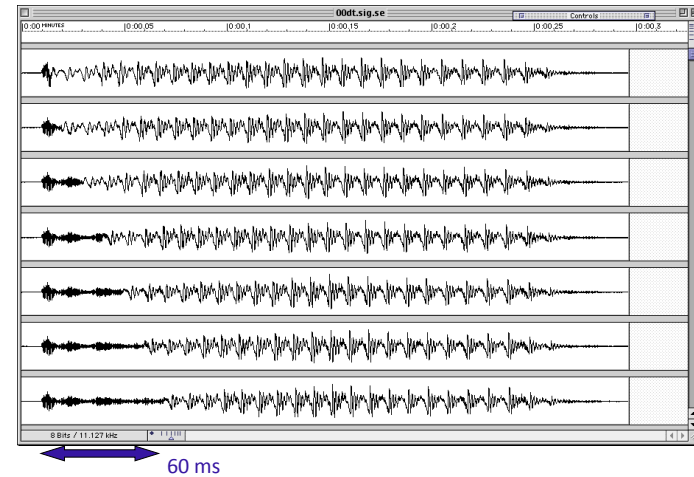 00dt.sig.se
Controls
0:00 MINUTES |0:00,05 |0:00,1 |0:00,15 |0:00,2 |0:00,25 |0:00,3
8 Bits / 11.127 kHz
60 ms